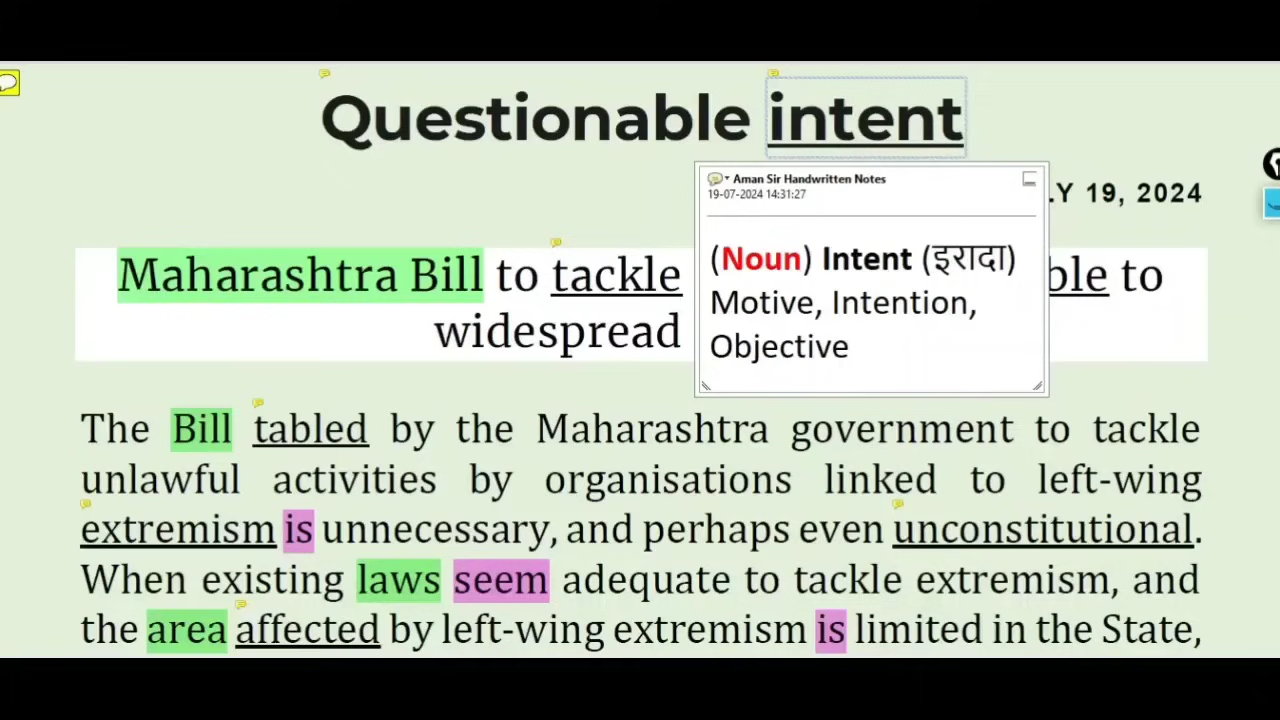 Questionable intent
Aman Sir Handwritten Notes
19-07-2024 14:31:27
LY 19, 2024
(Noun) Intent (इरादा)
Motive, Intention,
Objective
Maharashtra Bill to tackle ble to
widespread
The Bill tabled by the Maharashtra government to tackle
unlawful activities by organisations linked to left-wing
extremism is unnecessary, and perhaps even unconstitutional.
When existing laws seem adequate to tackle extremism, and
the area affected by left-wing extremism is limited in the State,